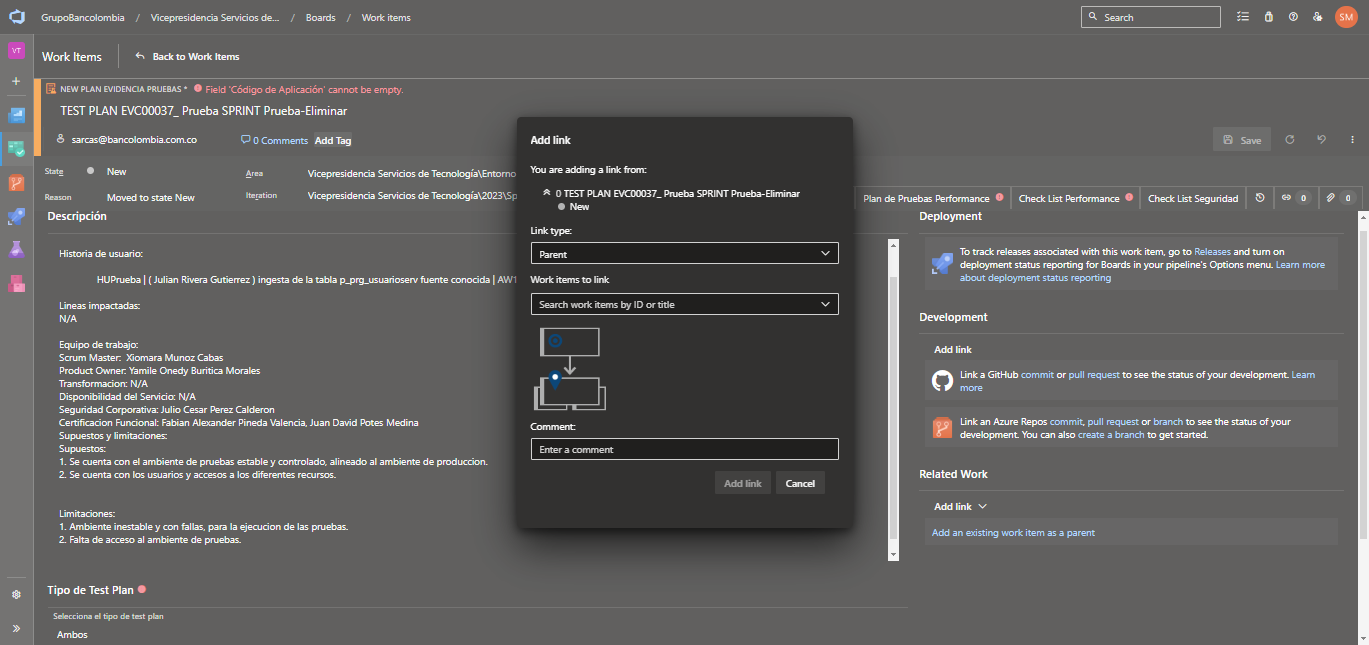 GrupoBancolombia / Vicepresidencia Servicios de... / Boards / Work items
Search
SM
VT
Work Items
Back to Work Items
NEW PLAN EVIDENCIA PRUEBAS * Field 'Código de Aplicación' cannot be empty.
TEST PLAN EVC00037_ Prueba SPRINT Prueba-Eliminar
sarcas@bancolombia.com.co
0 Comments
Add Tag
Save
State
New
Area
Vicepresidencia Servicios de Tecnología\Entorno
Reason
Moved to state New
Iteration
Vicepresidencia Servicios de Tecnología\2023\Sp
Plan de Pruebas Performance
Check List Performance
Check List Seguridad
0
0
Descripción
Historia de usuario:
HUPrueba | ( Julian Rivera Gutierrez ) ingesta de la tabla p_prg_usuarioserv fuente conocida | AW1
Lineas impactadas:
N/A
Equipo de trabajo:
Scrum Master: Xiomara Munoz Cabas
Product Owner: Yamile Onedy Buritica Morales
Transformacion: N/A
Disponibilidad del Servicio: N/A
Seguridad Corporativa: Julio Cesar Perez Calderon
Certificacion Funcional: Fabian Alexander Pineda Valencia, Juan David Potes Medina
Supuestos y limitaciones:
Supuestos:
1. Se cuenta con el ambiente de pruebas estable y controlado, alineado al ambiente de produccion.
2. Se cuenta con los usuarios y accesos a los diferentes recursos.
Limitaciones:
1. Ambiente inestable y con fallas, para la ejecucion de las pruebas.
2. Falta de acceso al ambiente de pruebas.
Tipo de Test Plan
Selecciona el tipo de test plan
Ambos
Add link
You are adding a link from:
0 TEST PLAN EVC00037_ Prueba SPRINT Prueba-Eliminar
New
Link type:
Parent
Work items to link
Search work items by ID or title
Comment:
Enter a comment
Add link
Cancel
Deployment
To track releases associated with this work item, go to Releases and turn on
deployment status reporting for Boards in your pipeline's Options menu. Learn more
about deployment status reporting
Development
Add link
Link a GitHub commit or pull request to see the status of your development. Learn
more
Link an Azure Repos commit, pull request or branch to see the status of your
development. You can also create a branch to get started.
Related Work
Add link
Add an existing work item as a parent